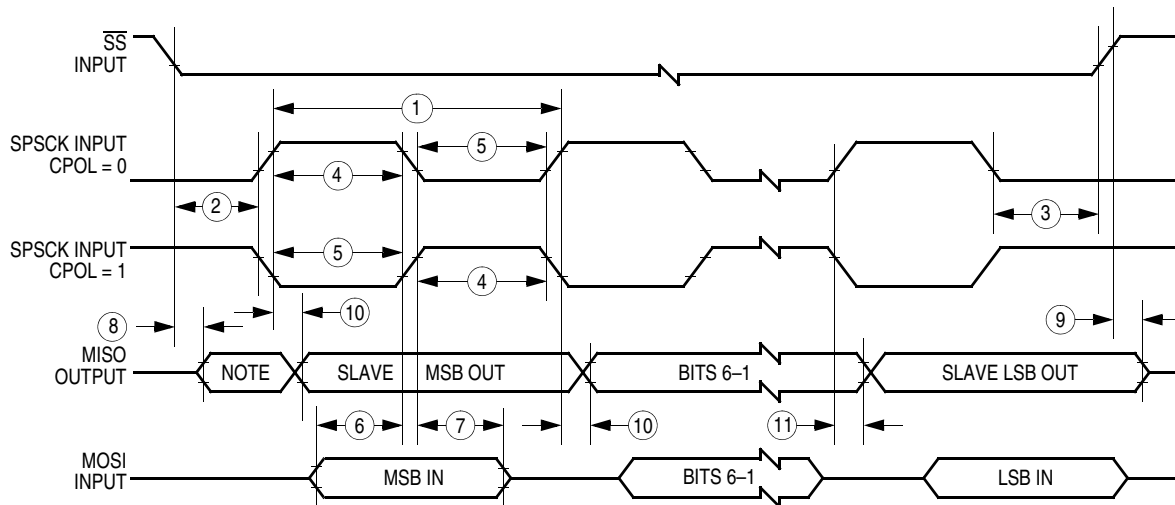 SS
INPUT
1
SPSCK INPUT
CPOL = 0
5
4
2
3
SPSCK INPUT
CPOL = 1
5
4
8
10
9
MISO
OUTPUT
NOTE
SLAVE MSB OUT
BITS 6–1
SLAVE LSB OUT
6
7
10
11
MOSI
INPUT
MSB IN
BITS 6–1
LSB IN